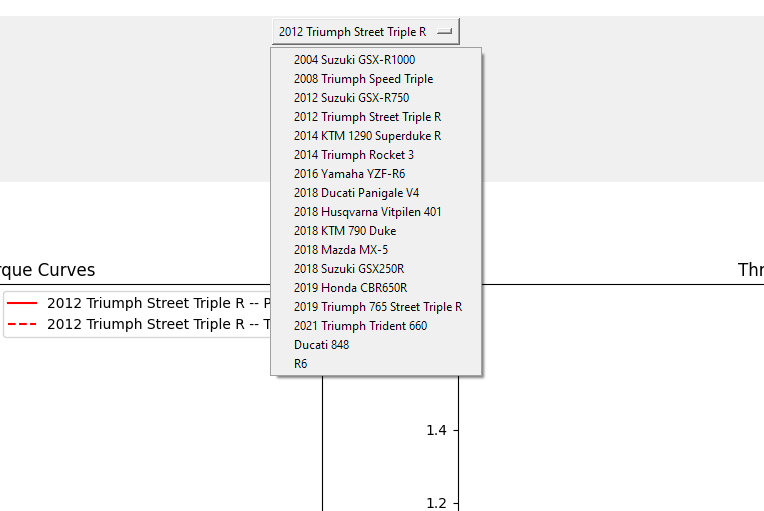 2012 Triumph Street Triple R
2004 Suzuki GSX-R1000
2008 Triumph Speed Triple
2012 Suzuki GSX-R750
2012 Triumph Street Triple R
2014 KTM 1290 Superduke R
2014 Triumph Rocket 3
2016 Yamaha YZF-R6
2018 Ducati Panigale V4
2018 Husqvarna Vitpilen 401
2018 KTM 790 Duke
2018 Mazda MX-5
2018 Suzuki GSX250R
2019 Honda CBR650R
2019 Triumph 765 Street Triple R
2021 Triumph Trident 660
Ducati 848
R6
rque Curves
Thr
2012 Triumph Street Triple R -- P
2012 Triumph Street Triple R -- T
1.4
1.2